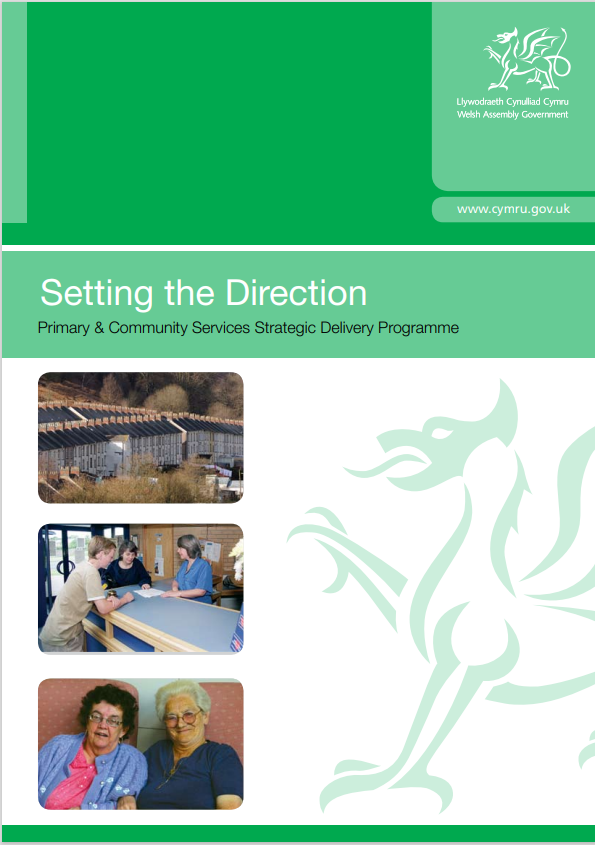 Llywodraeth Cynulliad Cymru
Welsh Assembly Government
www.cymru.gov.uk
Setting the Direction
Primary & Community Services Strategic Delivery Programme